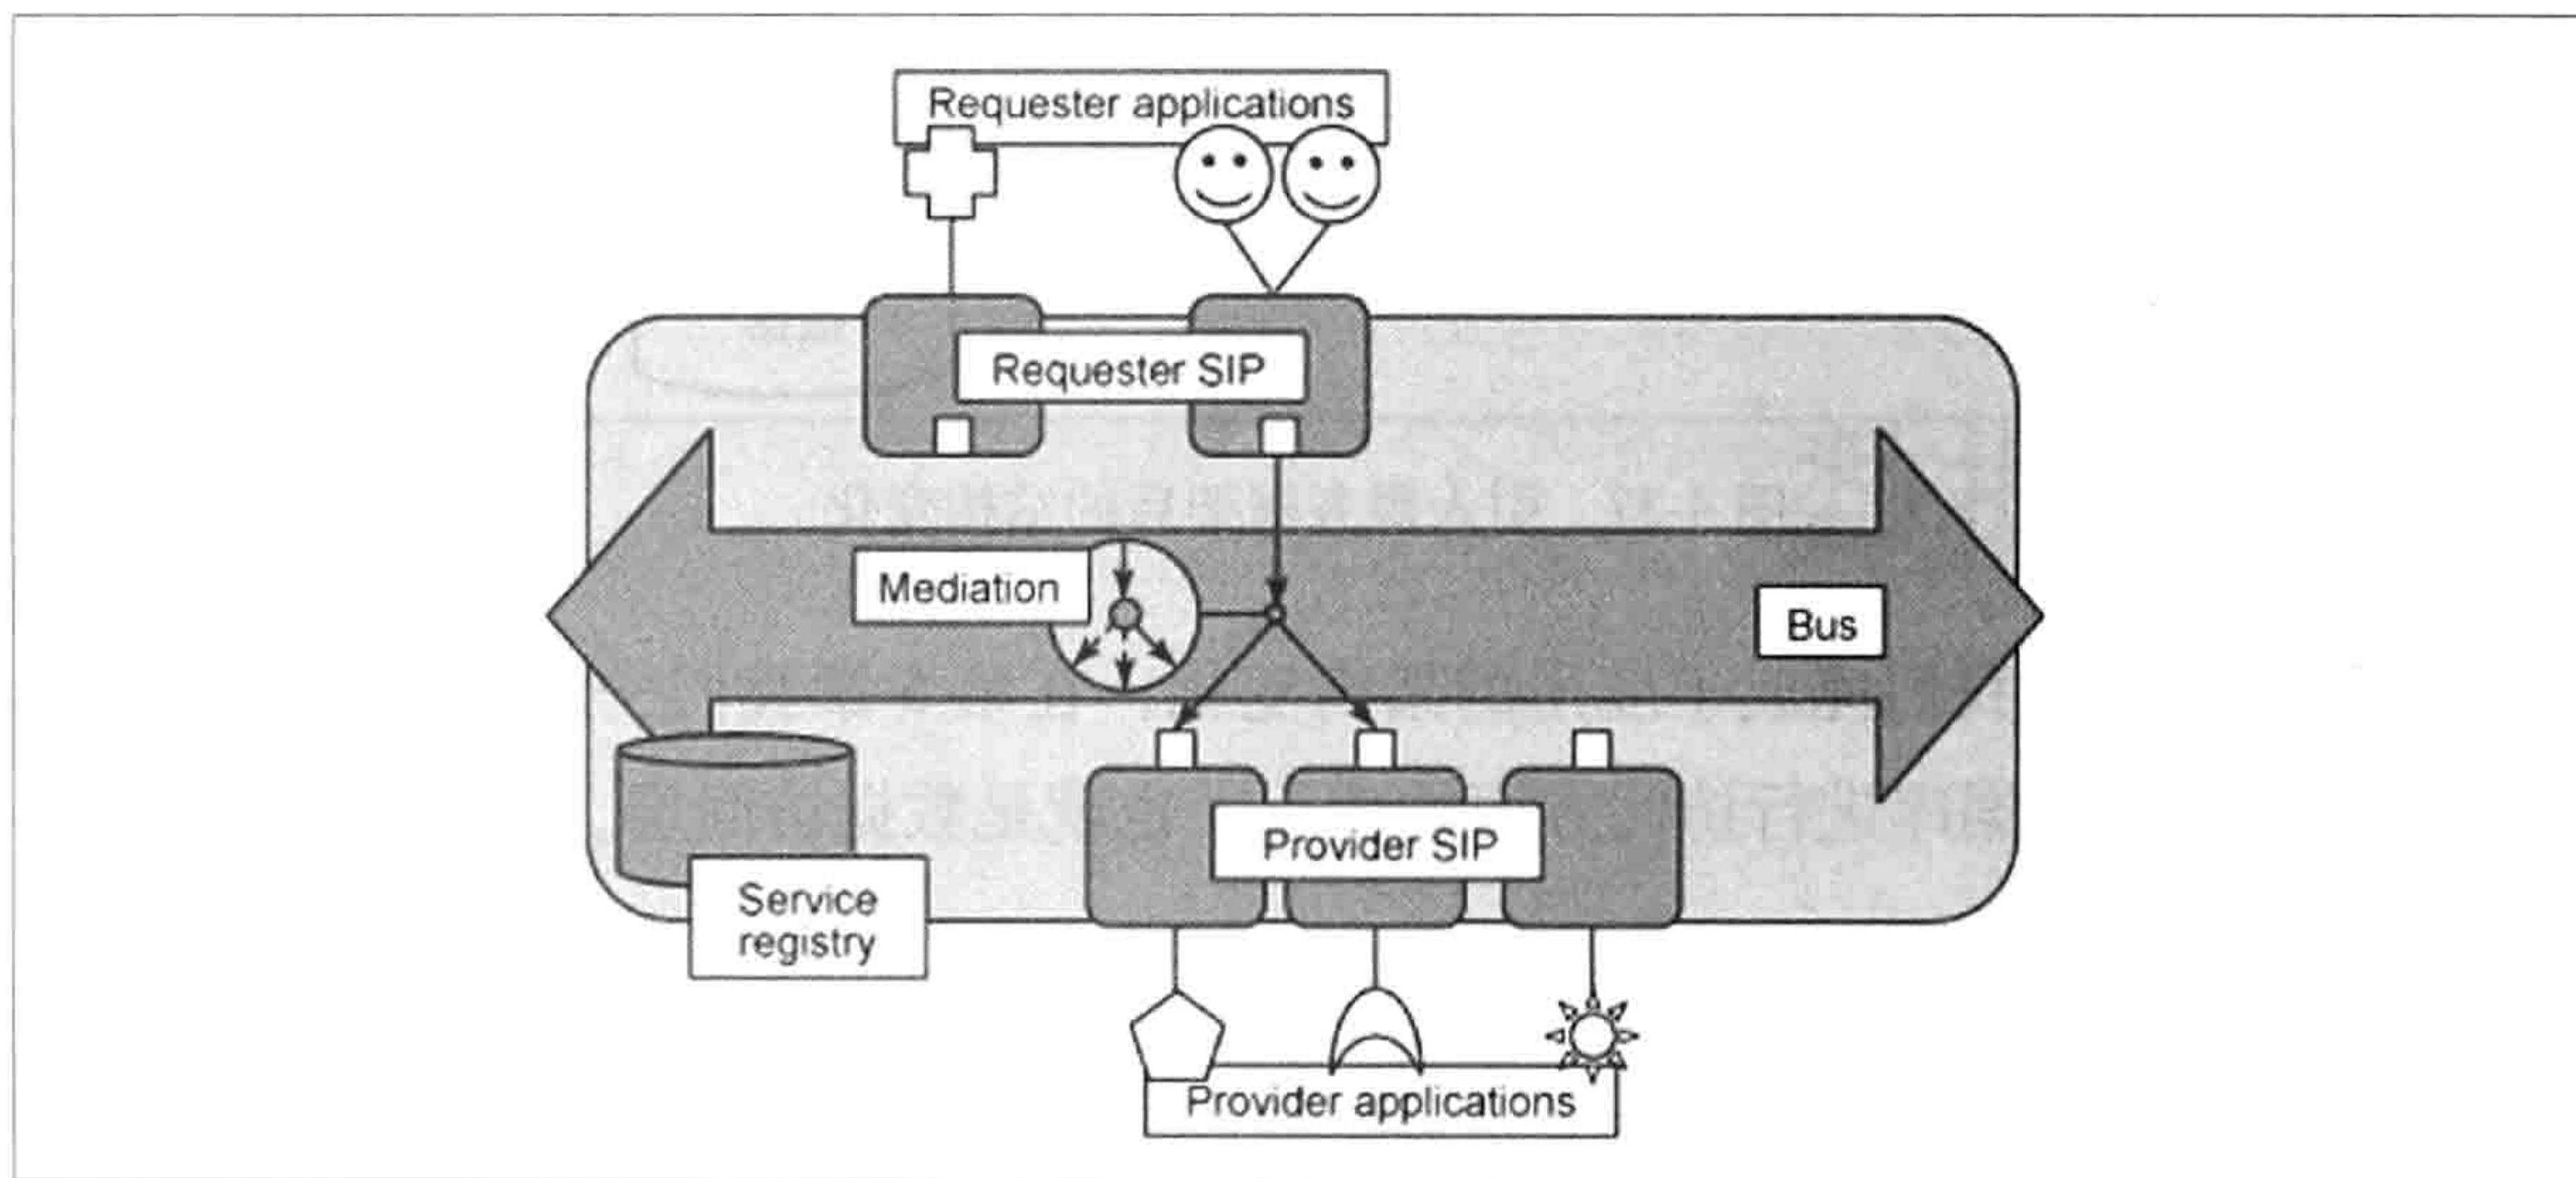 Requester applications
Requester SIP
Mediation
Bus
Provider SIP
Service
registry
Provider applications